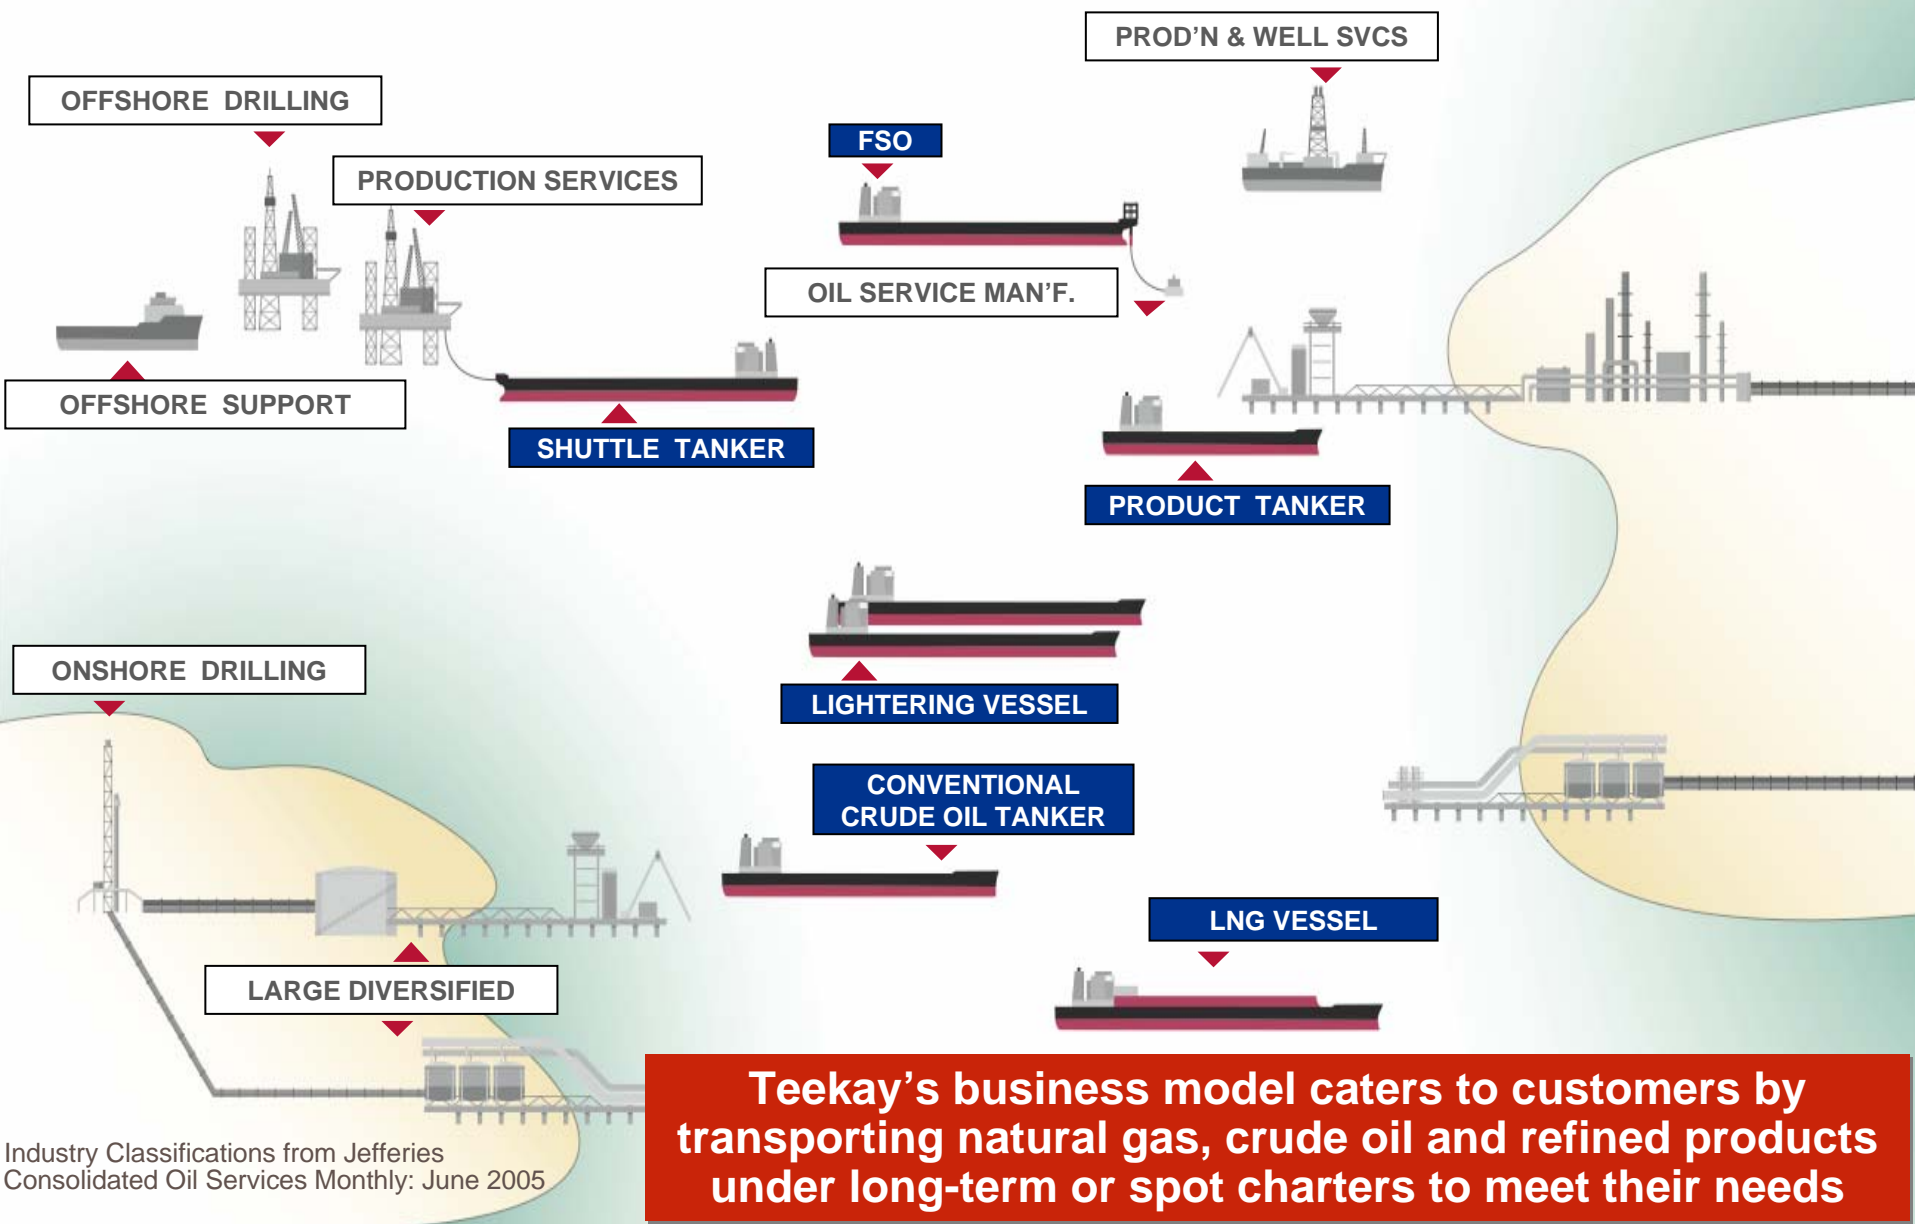 PROD'N & WELL SVCS
OFFSHORE  DRILLING
FSO
PRODUCTION SERVICES
OIL SERVICE MAN'F.
OFFSHORE  SUPPORT
SHUTTLE  TANKER
PRODUCT  TANKER
ONSHORE  DRILLING
LIGHTERING VESSEL
CONVENTIONAL
CRUDE OIL TANKER
LNG VESSEL
LARGE DIVERSIFIED
Teekay’s business model caters to customers by
transporting natural gas, crude oil and refined products
under long-term or spot charters to meet their needs
Industry Classifications from Jefferies
Consolidated Oil Services Monthly: June 2005